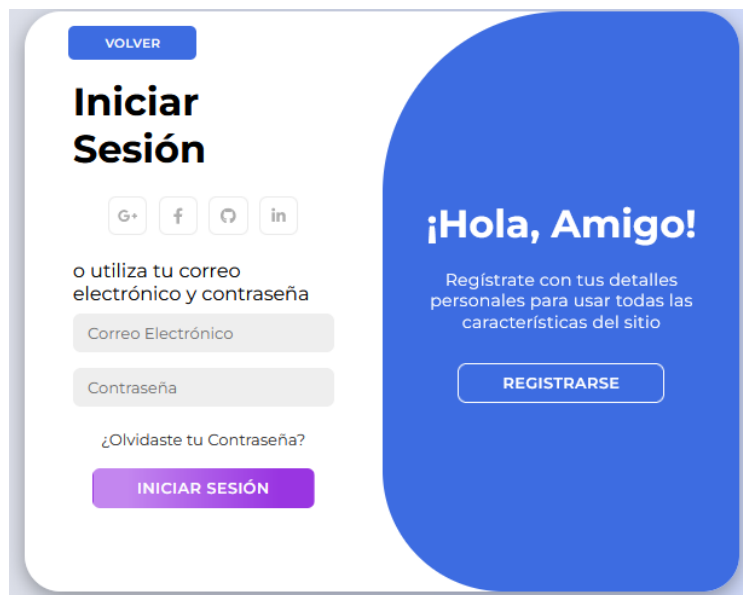 VOLVER
Iniciar
Sesión
G+ f in
o utiliza tu correo
electrónico y contraseña
Correo Electrónico
Contraseña
¿Olvidaste tu Contraseña?
INICIAR SESIÓN
¡Hola, Amigo!
Regístrate con tus detalles
personales para usar todas las
características del sitio
REGISTRARSE